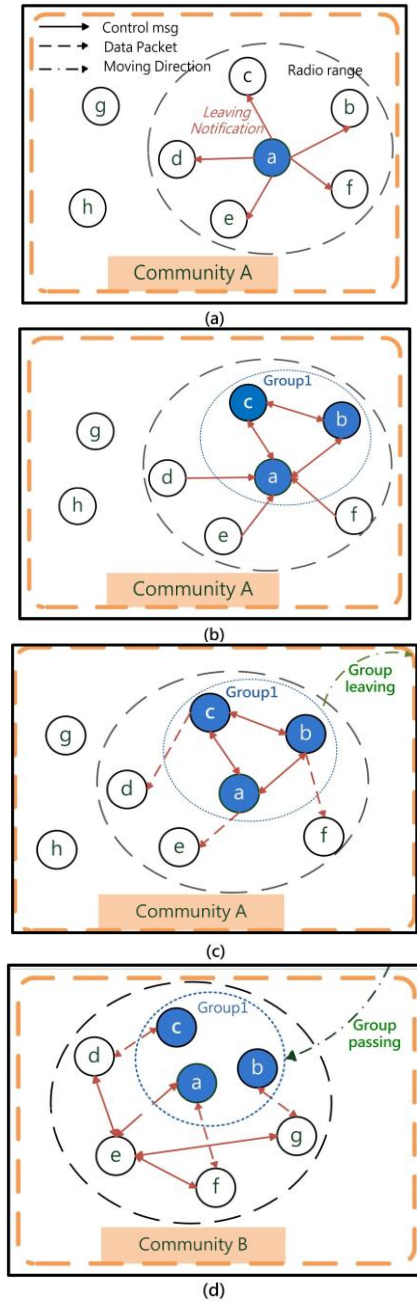 Control msg
Data Packet
Moving Direction
Radio range
c
g
b
Leaving
Notification
d
a
h
f
e
Community A
(a)
Group1
c
b
g
d
a
h
e
f
Community A
(b)
Group
leaving
Group1
c
g
b
d
a
h
e
f
Community A
(c)
Group1
Group
passing
c
d
a
b
e
g
f
Community B
(d)